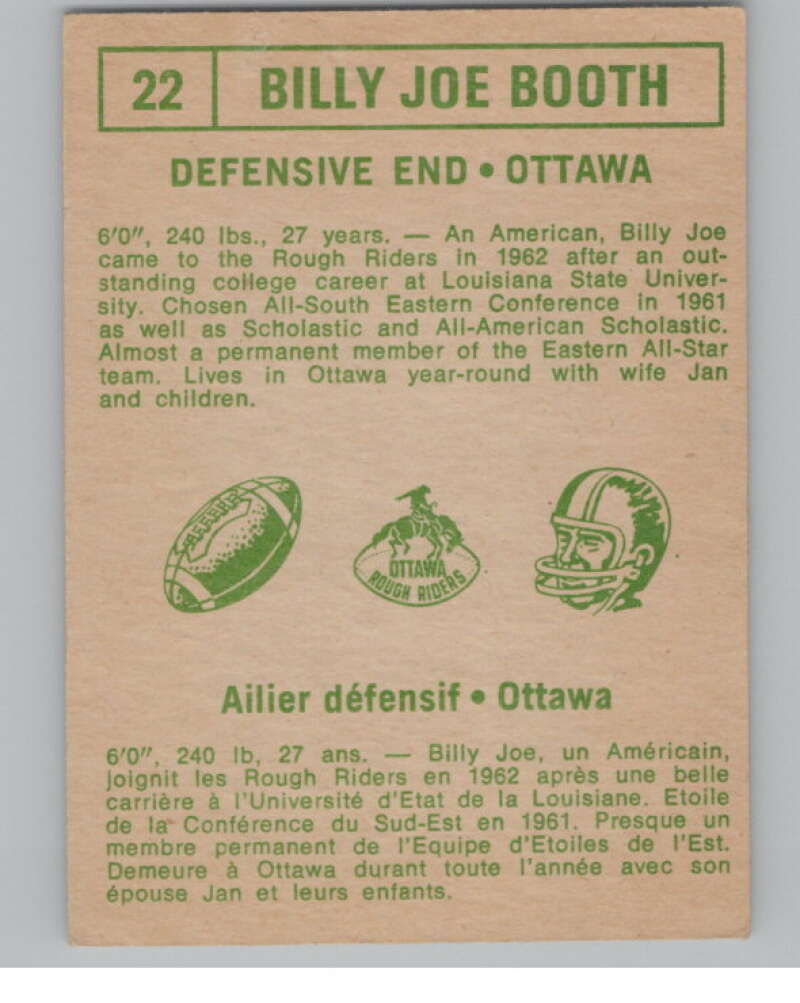 22 BILLY JOE BOOTH
DEFENSIVE END • OTTAWA
6'0", 240 lbs., 27 years. — An American, Billy Joe
came to the Rough Riders in 1962 after an out-
standing college career at Louisiana State Univer-
sity. Chosen All-South Eastern Conference in 1961
as well as Scholastic and All-American Scholastic.
Almost a permanent member of the Eastern All-Star
team. Lives in Ottawa year-round with wife Jan
and children.
OTTAWA
ROUGH RIDERS
Ailier défensif • Ottawa
6'0", 240 lb, 27 ans. — Billy Joe, un Américain,
joignit les Rough Riders en 1962 après une belle
carrière à l'Université d'Etat de la Louisiane. Etoile
de la Conférence du Sud-Est en 1961. Presque un
membre permanent de l'Equipe d'Etoiles de l'Est.
Demeure à Ottawa durant toute l'année avec son
épouse Jan et leurs enfants.